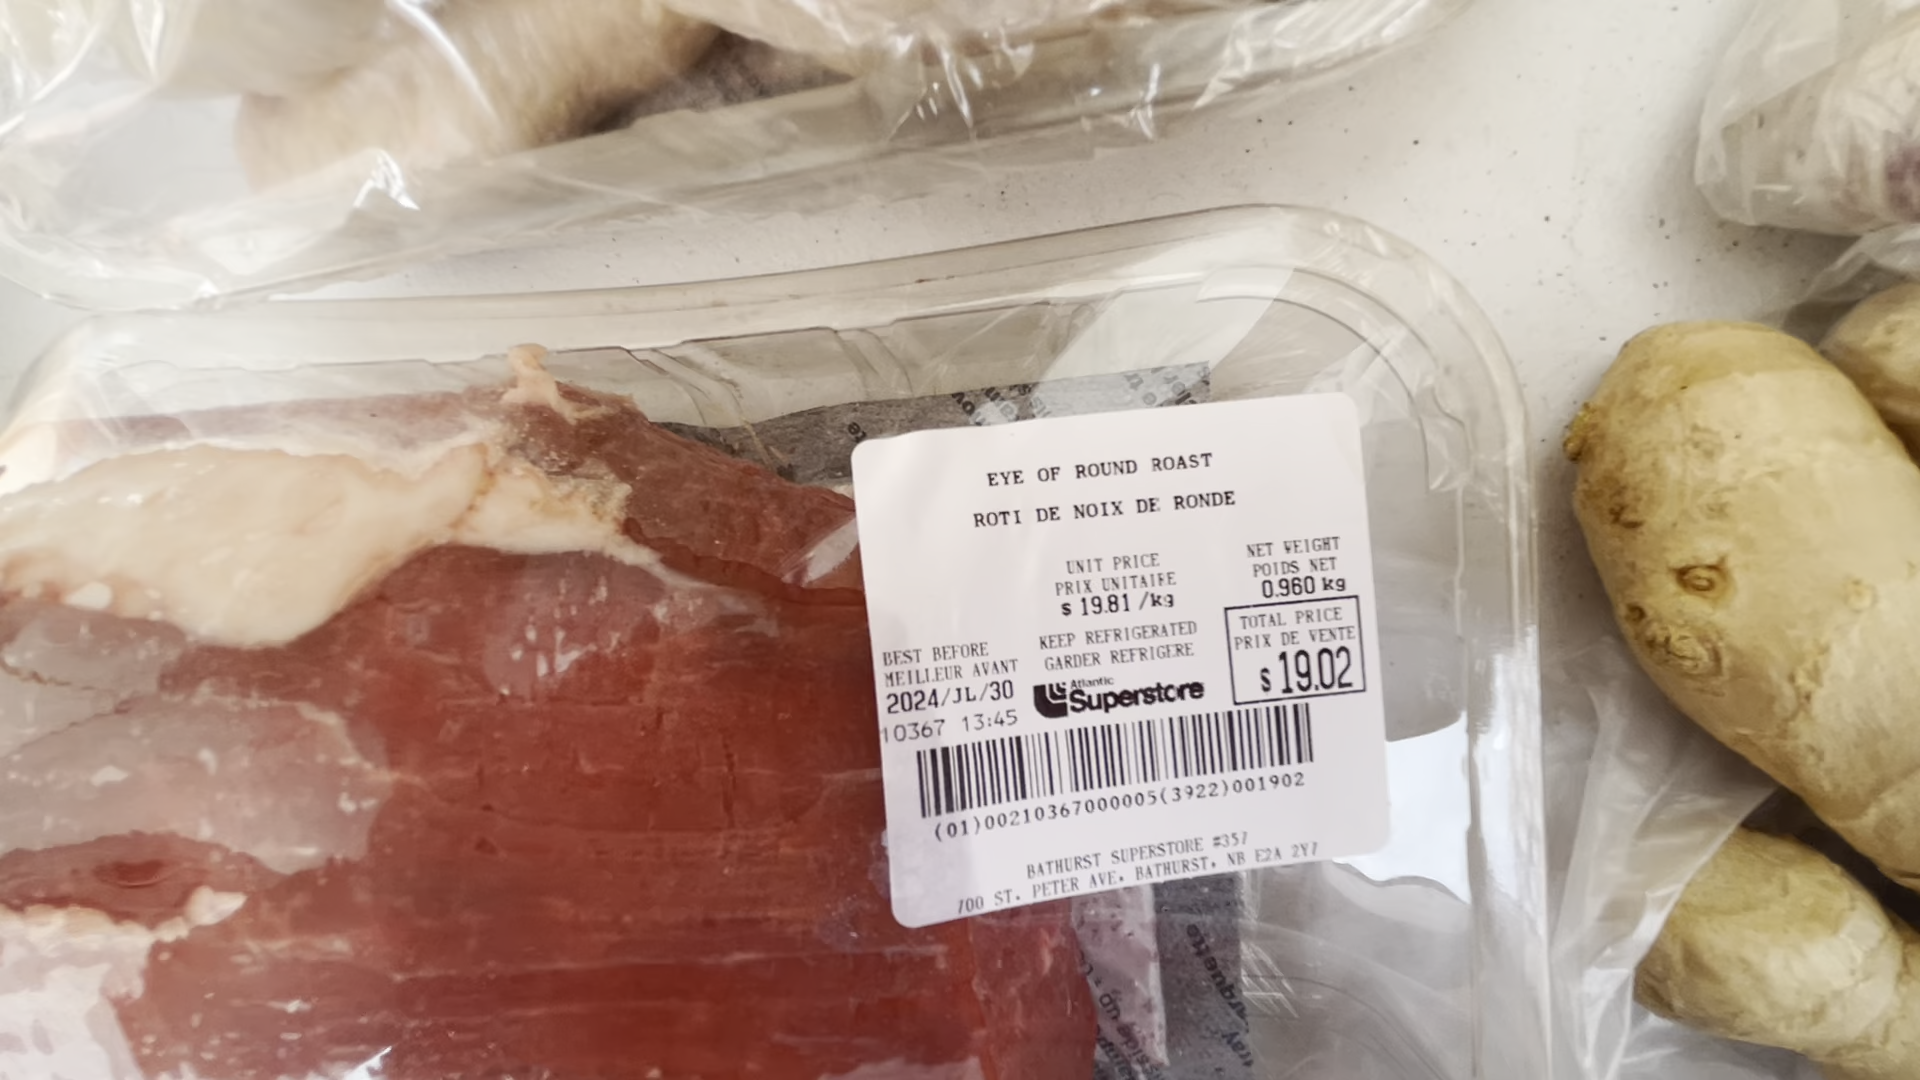 EYE OF ROUND ROAST
ROTI DE NOIX DE RONDE
UNIT PRICE
PRIX UNITAIRE
$ 19.81 /kg
NET WEIGHT
POIDS NET
0.960 kg
TOTAL PRICE
PRIX DE VENTE
$ 19.02
BEST BEFORE
MEILLEUR AVANT
2024/JL/30
10367 13:45
KEEP REFRIGERATED
GARDER REFRIGERE
Atlantic
Superstore
(01)00210367000005(3922)001902
BATHURST SUPERSTORE #357
700 ST. PETER AVE. BATHURST, NB E2A 2Y7